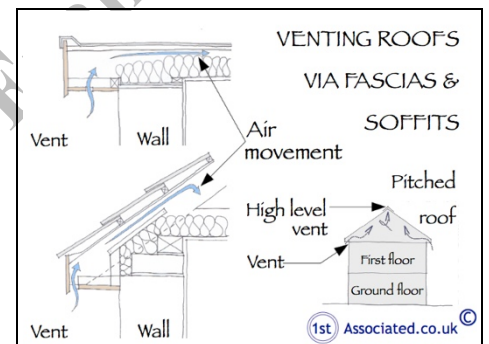 VENTING ROOFS
VIA FASCIAS &
SOFFITS
Vent
Wall
Air
movement
Pitched
roof
High level
vent
Vent
First floor
Ground floor
Vent
Wall
1st Associated.co.uk ©